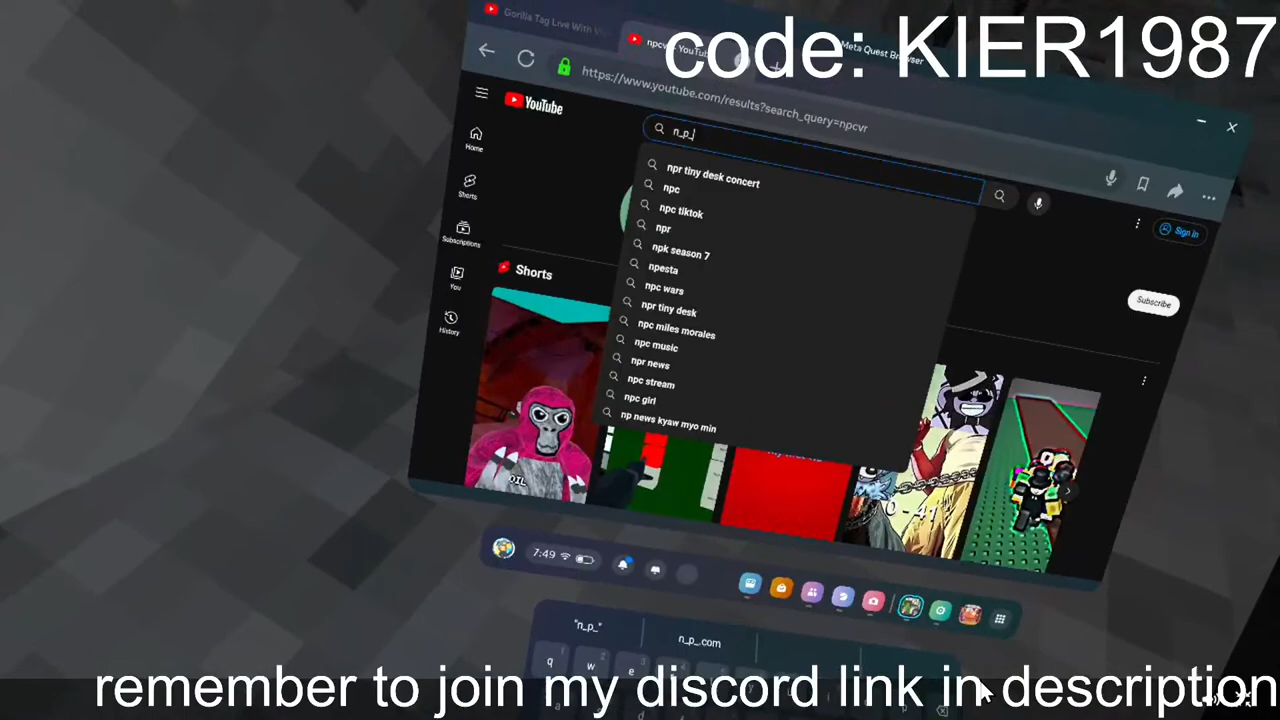 code: KIER1987
Gorilla Tag Live With V
npcv
YouTu
Meta Quest Browser
https://www.youtube.com/results?search_query=npcvr
YouTube
n_p_
Home
Shorts
Subscriptions
You
History
npr tiny desk concert
npc
npc tiktok
npr
npk season 7
npesta
npc wars
npr tiny desk
npc miles morales
npc music
npr news
npc stream
npc girl
np news kyaw myo min
Sign in
Subscribe
Shorts
7:49
"n_p_"
n_p_.com
q w e
remember to join my discord link in description